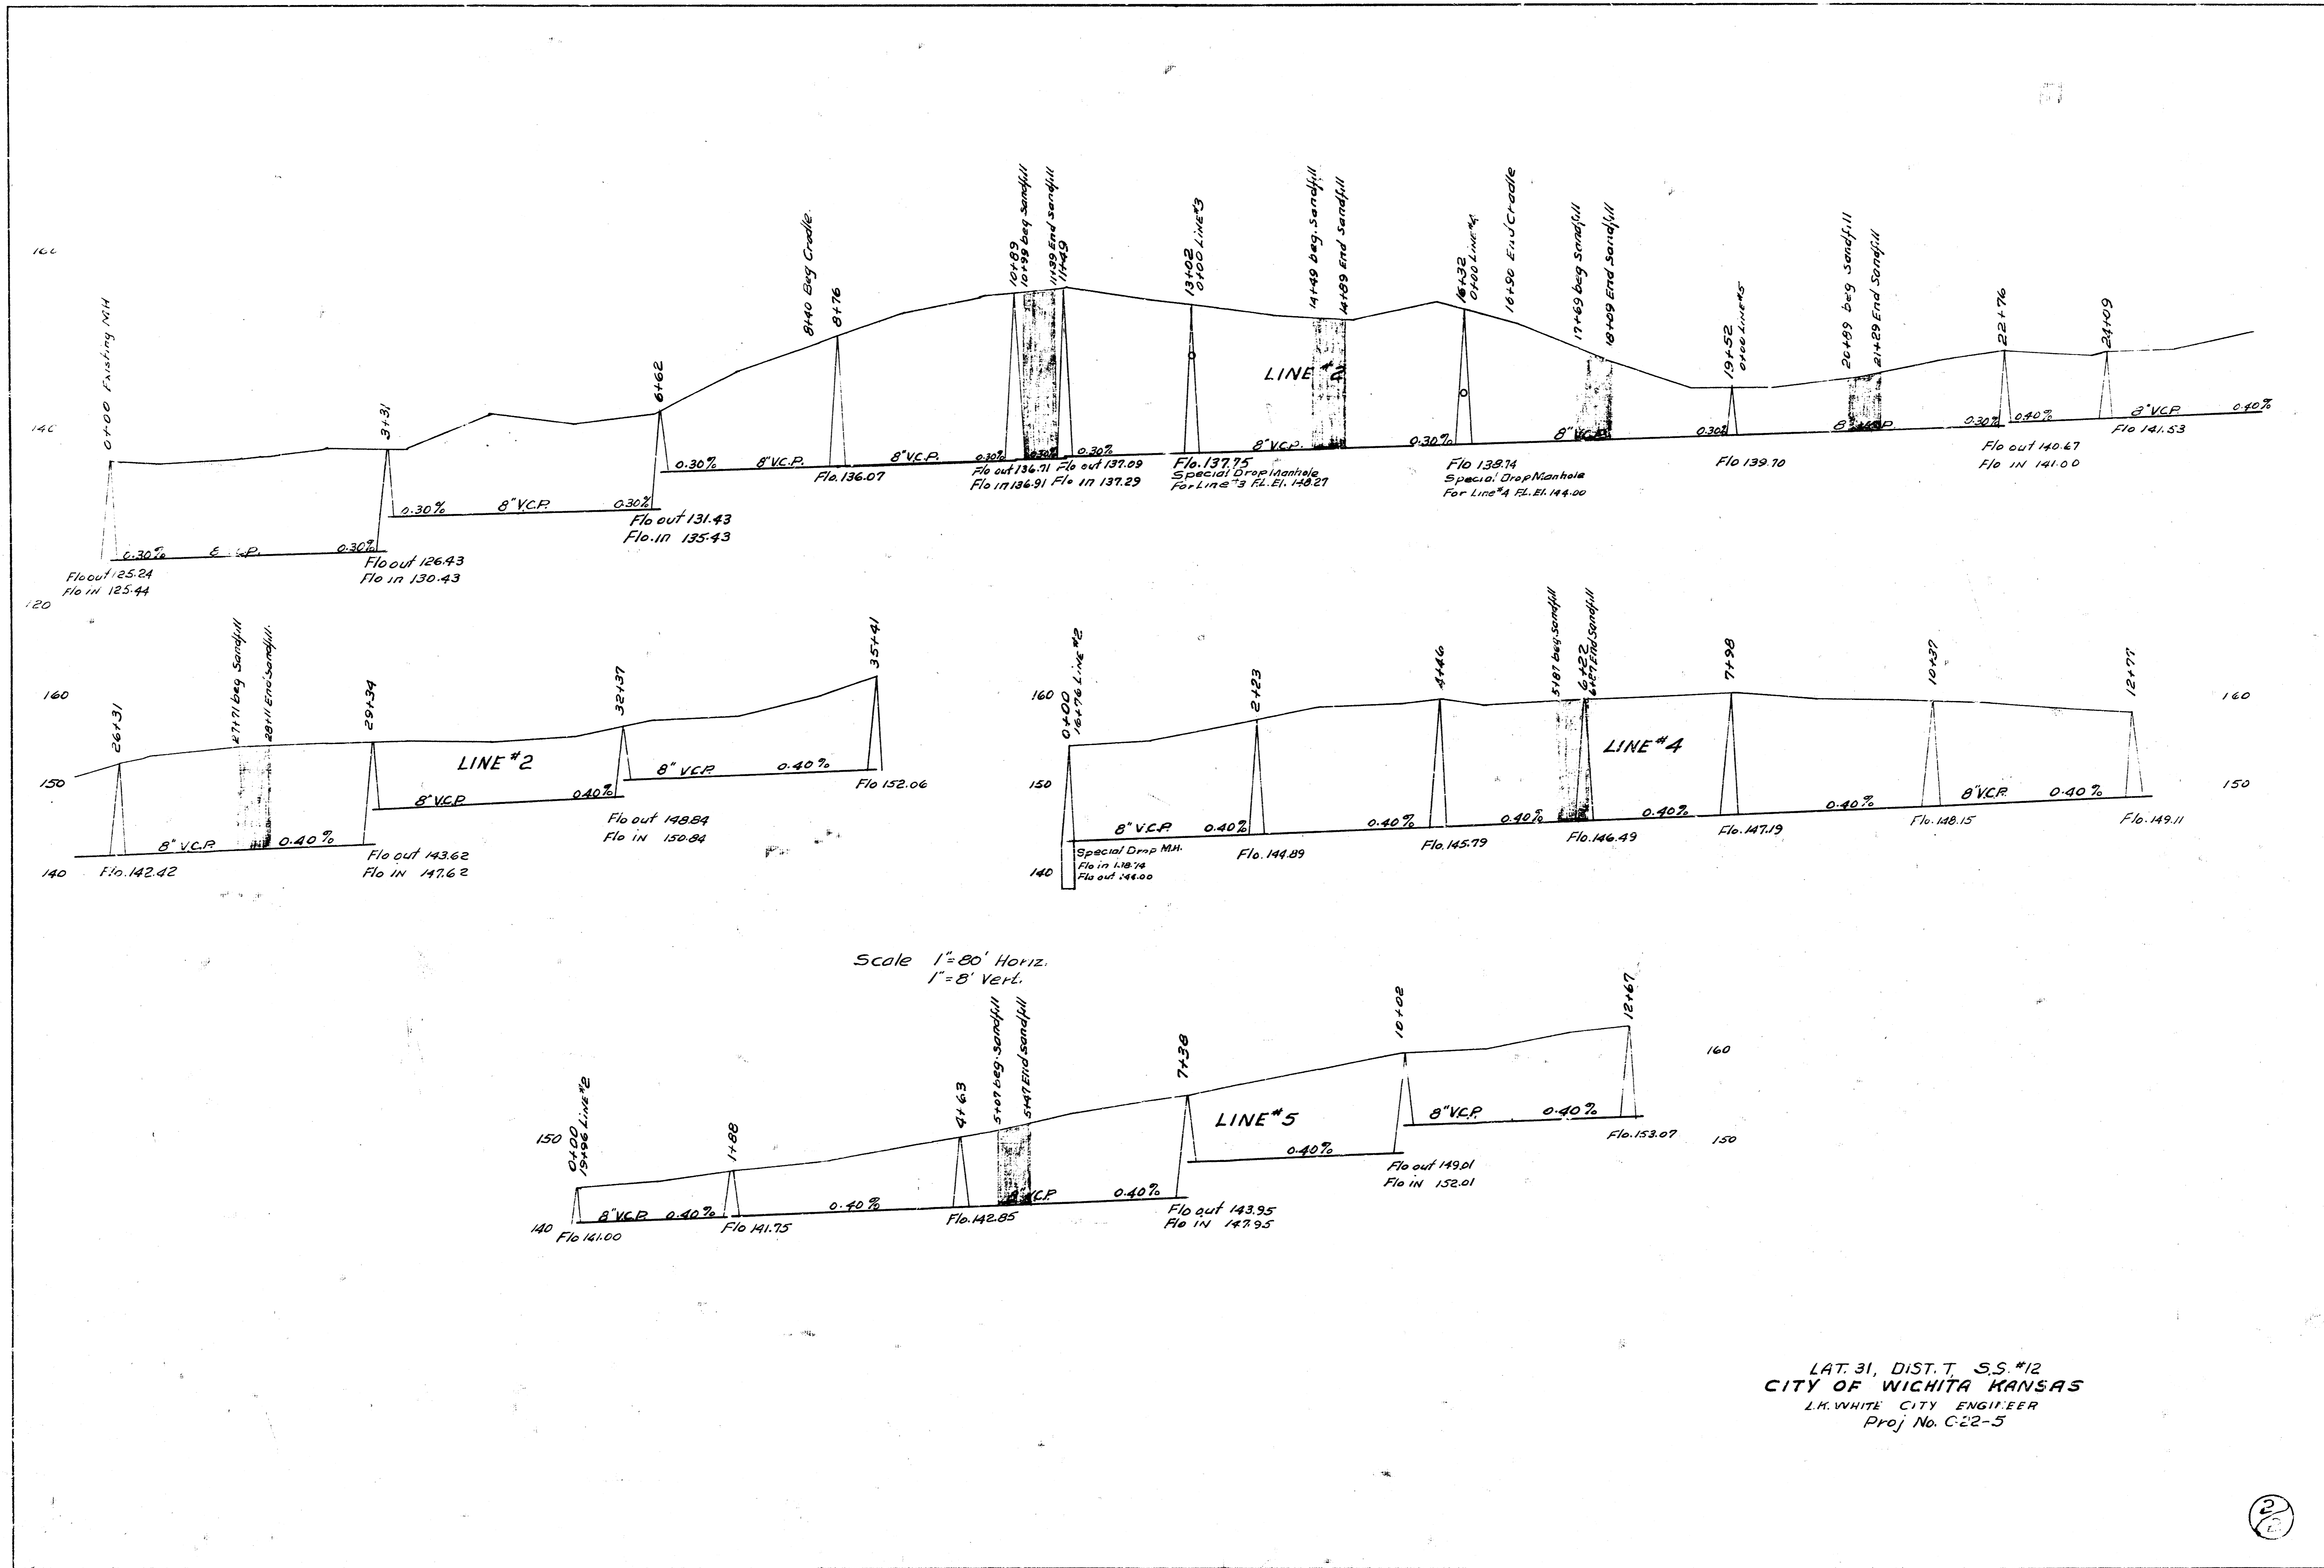 0+00 Existing M.H
3+31
6+62
8+40 Beg Cradle.
8+76
10+89
10+99 beg sandfill
11+39 End sandfill
11+49
13+02
0+00 LINE #3
14+49 beg. sandfill
14+89 End Sandfill
16+32
0+00 LINE #4
16+90 End Cradle
17+69 beg sandfill
18+09 End Sandfill
19+52
0+00 LINE #5
20+89 beg sandfill
21+29 End Sandfill
22+76
24+09
LINE #2
0.30%
0.30%
0.30%
8" V.C.P.
0.30%
0.30%
8" V.C.P.
8" V.C.P.
0.30%
0.30%
0.30%
8" V.C.P.
0.30%
8" V.C.P.
0.30%
0.30%
0.40%
8" V.C.P.
0.40%
Flo out 125.24
Flo in 125.44
Flo out 126.43
Flo in 130.43
Flo out 131.43
Flo. in 135.43
Flo. 136.07
Flo out 136.71
Flo in 136.91
Flo out 137.09
Flo in 137.29
Flo. 137.75
Special Drop Manhole
For Line #3 FL. El. 148.27
Flo 138.74
Special Drop Manhole
For Line #4 FL. El. 144.00
Flo 139.70
Flo out 140.67
Flo IN 141.00
Flo 141.53
120
160
150
140
26+31
27+71 beg Sandfill
28+11 End Sandfill.
29+34
32+37
35+41
LINE #2
8" V.C.P.
0.40%
8" V.C.P.
0.40%
8" V.C.P.
0.40%
Flo. 142.42
Flo out 143.62
Flo IN 147.62
Flo out 148.84
Flo in 150.84
Flo 152.06
160
150
140
0+00
16+76 LINE #2
2+23
4+46
5+87 beg. sandfill
6+22
6+27 End Sandfill
7+98
10+37
12+77
160
150
LINE #4
8" V.C.P.
0.40%
0.40%
0.40%
0.40%
0.40%
8" V.C.P.
0.40%
Special Drop M.H.
Flo in 138.74
Flo out 144.00
Flo. 144.89
Flo. 145.79
Flo. 146.49
Flo. 147.19
Flo. 148.15
Flo. 149.11
Scale 1"=80' Horiz.
1"=8' Vert.
150
140
0+00
19+96 LINE #2
1+88
4+63
5+07 beg. sandfill
5+47 End sandfill
7+38
10+02
12+67
160
150
LINE #5
8" V.C.P.
0.40%
0.40%
0.40%
0.40%
8" V.C.P.
0.40%
Flo 141.00
Flo 141.75
Flo. 142.85
Flo out 143.95
Flo IN 147.95
Flo out 149.01
Flo in 152.01
Flo. 153.07
LAT. 31, DIST. T, S.S. #12
CITY OF WICHITA KANSAS
L.K. WHITE CITY ENGINEER
Proj No. C-22-5
2
2